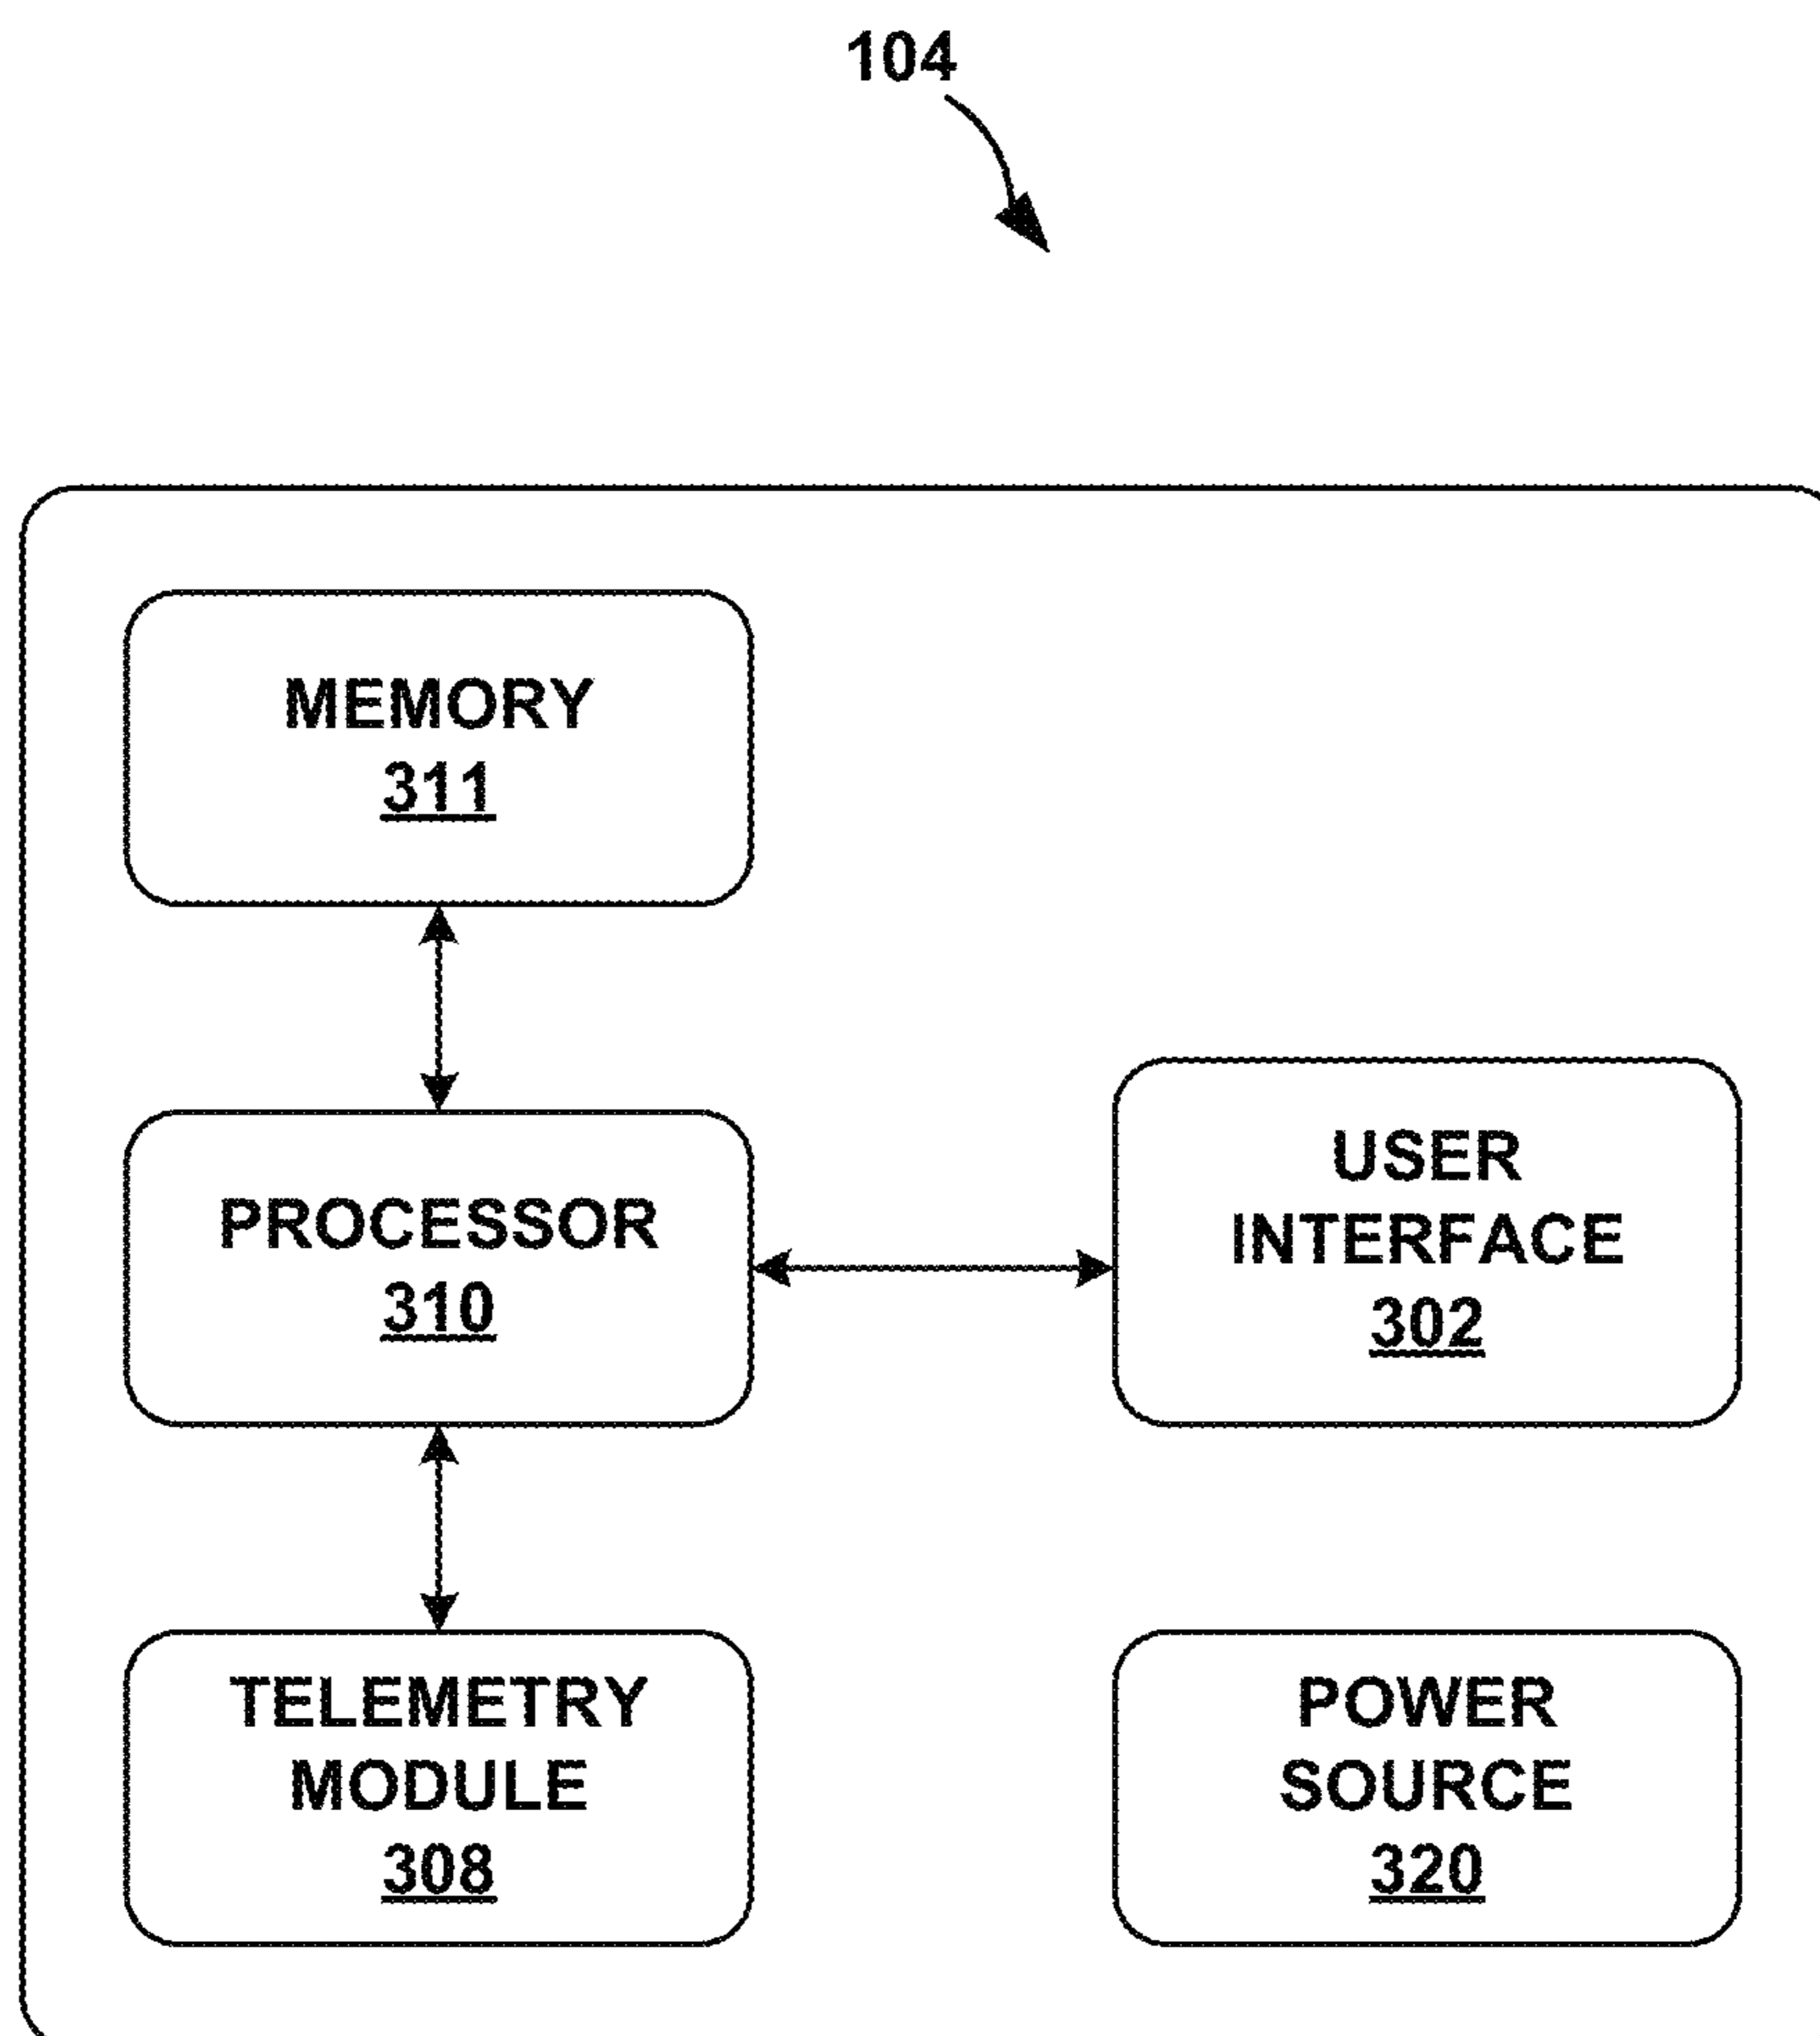 104
MEMORY
311
PROCESSOR
310
USER
INTERFACE
302
TELEMETRY
MODULE
308
POWER
SOURCE
320